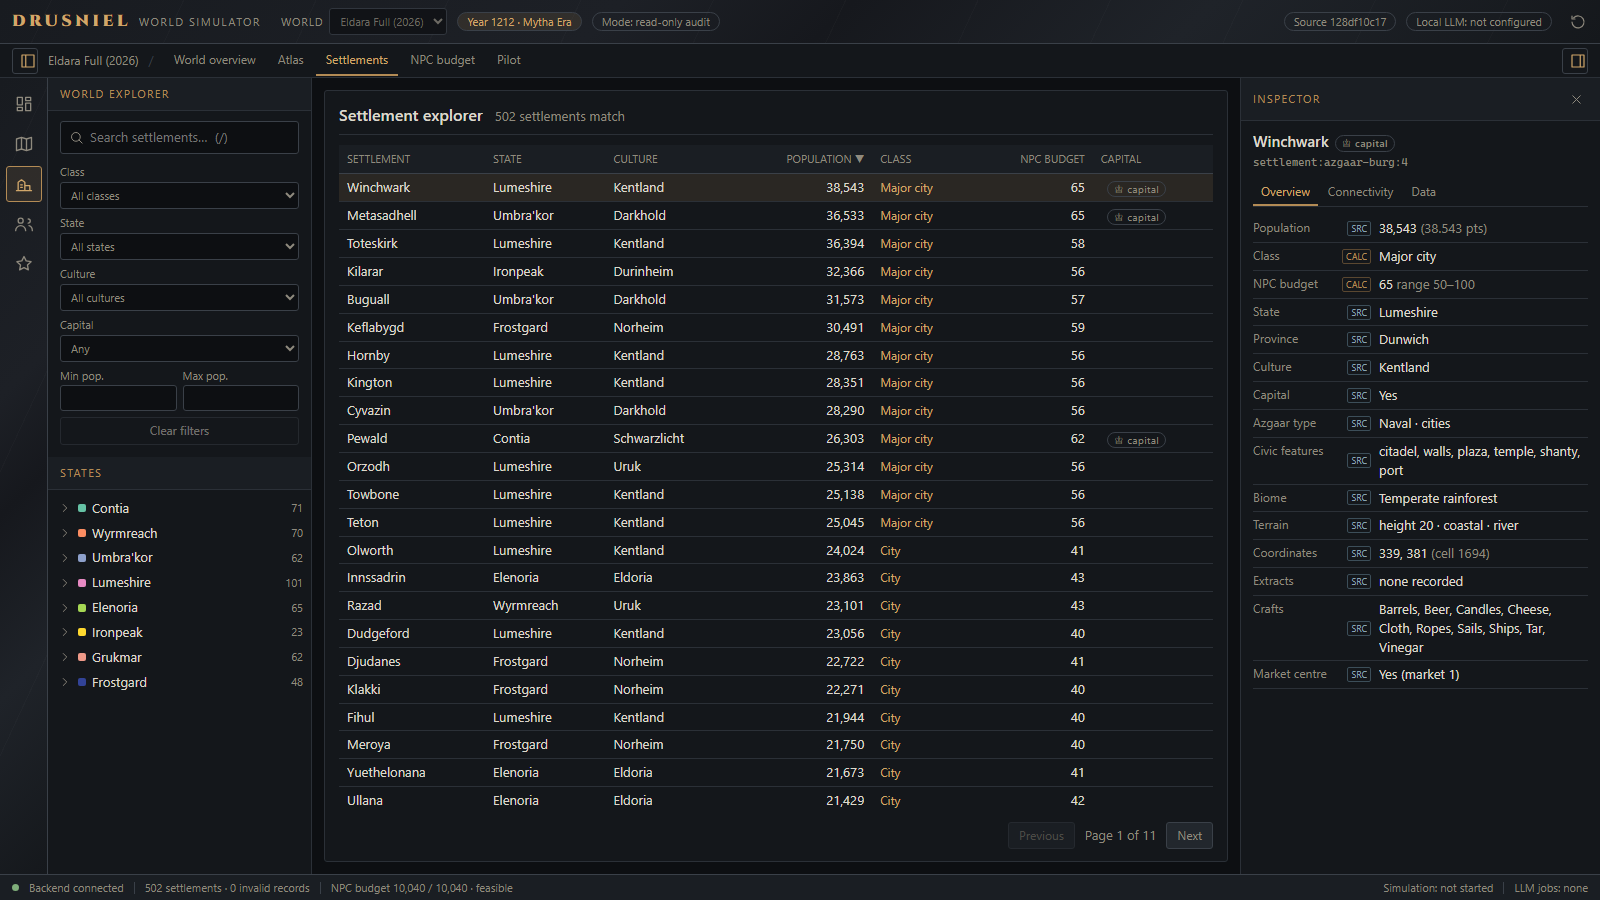 DRUSNIEL WORLD SIMULATOR WORLD Eldara Full (2026) Year 1212 · Mytha Era Mode: read-only audit Source 128df10c17 Local LLM: not configured
Eldara Full (2026) / World overview Atlas Settlements NPC budget Pilot
WORLD EXPLORER
Search settlements... (/)
Class
All classes
State
All states
Culture
All cultures
Capital
Any
Min pop. Max pop.
Clear filters
STATES
Contia 71
Wyrmreach 70
Umbra'kor 62
Lumeshire 101
Elenoria 65
Ironpeak 23
Grukmar 62
Frostgard 48
Settlement explorer 502 settlements match
SETTLEMENT STATE CULTURE POPULATION ▼ CLASS NPC BUDGET CAPITAL
Winchwark Lumeshire Kentland 38,543 Major city 65 capital
Metasadhell Umbra'kor Darkhold 36,533 Major city 65 capital
Toteskirk Lumeshire Kentland 36,394 Major city 58
Kilarar Ironpeak Durinheim 32,366 Major city 56
Buguall Umbra'kor Darkhold 31,573 Major city 57
Keflabygd Frostgard Norheim 30,491 Major city 59
Hornby Lumeshire Kentland 28,763 Major city 56
Kington Lumeshire Kentland 28,351 Major city 56
Cyvazin Umbra'kor Darkhold 28,290 Major city 56
Pewald Contia Schwarzlicht 26,303 Major city 62 capital
Orzodh Lumeshire Uruk 25,314 Major city 56
Towbone Lumeshire Kentland 25,138 Major city 56
Teton Lumeshire Kentland 25,045 Major city 56
Olworth Lumeshire Kentland 24,024 City 41
Innssadrin Elenoria Eldoria 23,863 City 43
Razad Wyrmreach Uruk 23,101 City 43
Dudgeford Lumeshire Kentland 23,056 City 40
Djudanes Frostgard Norheim 22,722 City 41
Klakki Frostgard Norheim 22,271 City 40
Fihul Lumeshire Kentland 21,944 City 40
Meroya Frostgard Norheim 21,750 City 40
Yuethelonana Elenoria Eldoria 21,673 City 41
Ullana Elenoria Eldoria 21,429 City 42
Previous Page 1 of 11 Next
INSPECTOR
Winchwark capital
settlement:azgaar-burg:4
Overview Connectivity Data
Population SRC 38,543 (38.543 pts)
Class CALC Major city
NPC budget CALC 65 range 50–100
State SRC Lumeshire
Province SRC Dunwich
Culture SRC Kentland
Capital SRC Yes
Azgaar type SRC Naval · cities
Civic features SRC citadel, walls, plaza, temple, shanty,
port
Biome SRC Temperate rainforest
Terrain SRC height 20 · coastal · river
Coordinates SRC 339, 381 (cell 1694)
Extracts SRC none recorded
Crafts SRC Barrels, Beer, Candles, Cheese,
Cloth, Ropes, Sails, Ships, Tar,
Vinegar
Market centre SRC Yes (market 1)
Backend connected 502 settlements · 0 invalid records NPC budget 10,040 / 10,040 · feasible Simulation: not started LLM jobs: none